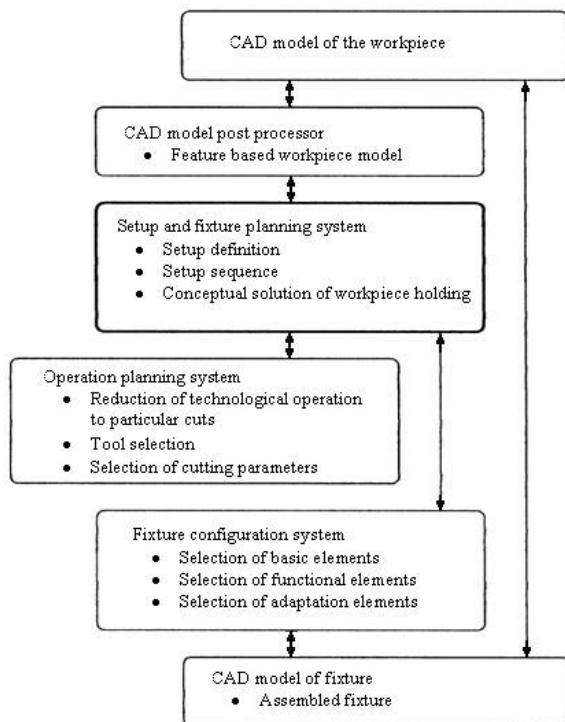 CAD model of the workpiece
CAD model post processor
● Feature based workpiece model
Setup and fixture planning system
● Setup definition
● Setup sequence
● Conceptual solution of workpiece holding
Operation planning system
● Reduction of technological operation
to particular cuts
● Tool selection
● Selection of cutting parameters
Fixture configuration system
● Selection of basic elements
● Selection of functional elements
● Selection of adaptation elements
CAD model of fixture
● Assembled fixture